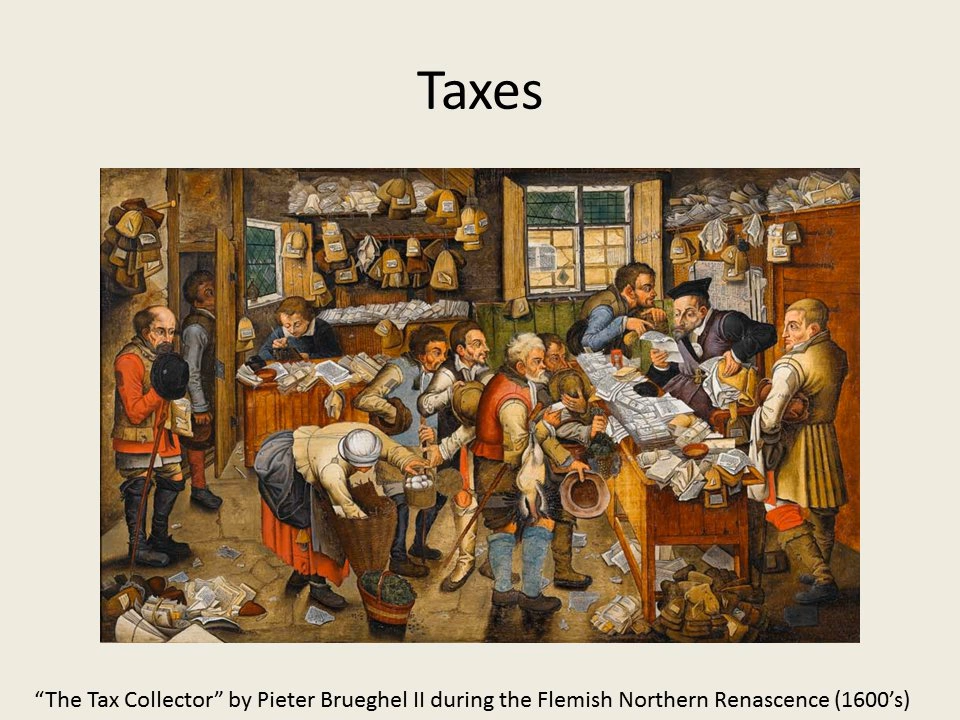 Taxes
“The Tax Collector” by Pieter Brueghel II during the Flemish Northern Renascence (1600’s)